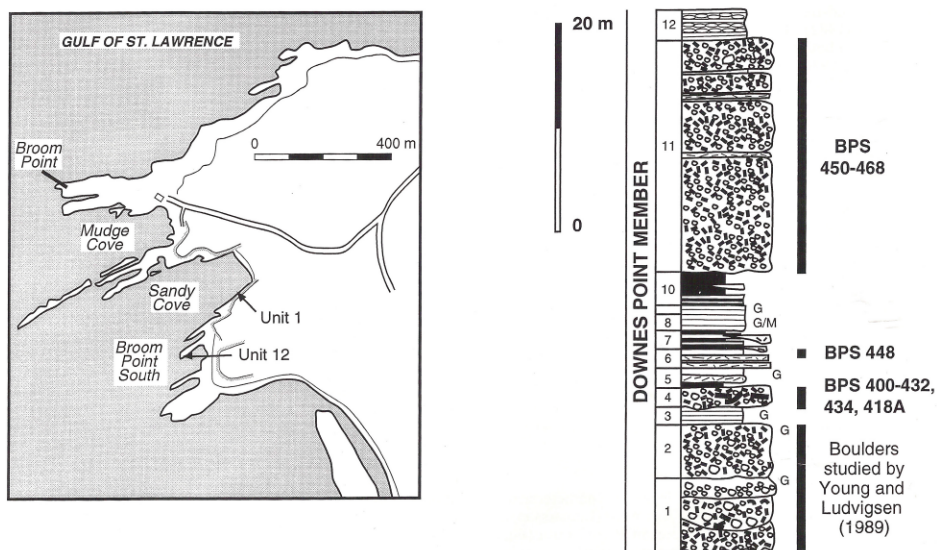 GULF OF ST. LAWRENCE
0
400 m
Broom
Point
Mudge
Cove
Sandy
Cove
Unit 1
Broom
Point
South
Unit 12
20 m
0
DOWNES POINT MEMBER
12
11
10
8
7
6
5
4
3
2
1
G
G/M
G
G
G
G
BPS
450-468
BPS 448
BPS 400-432,
434, 418A
Boulders
studied by
Young and
Ludvigsen
(1989)